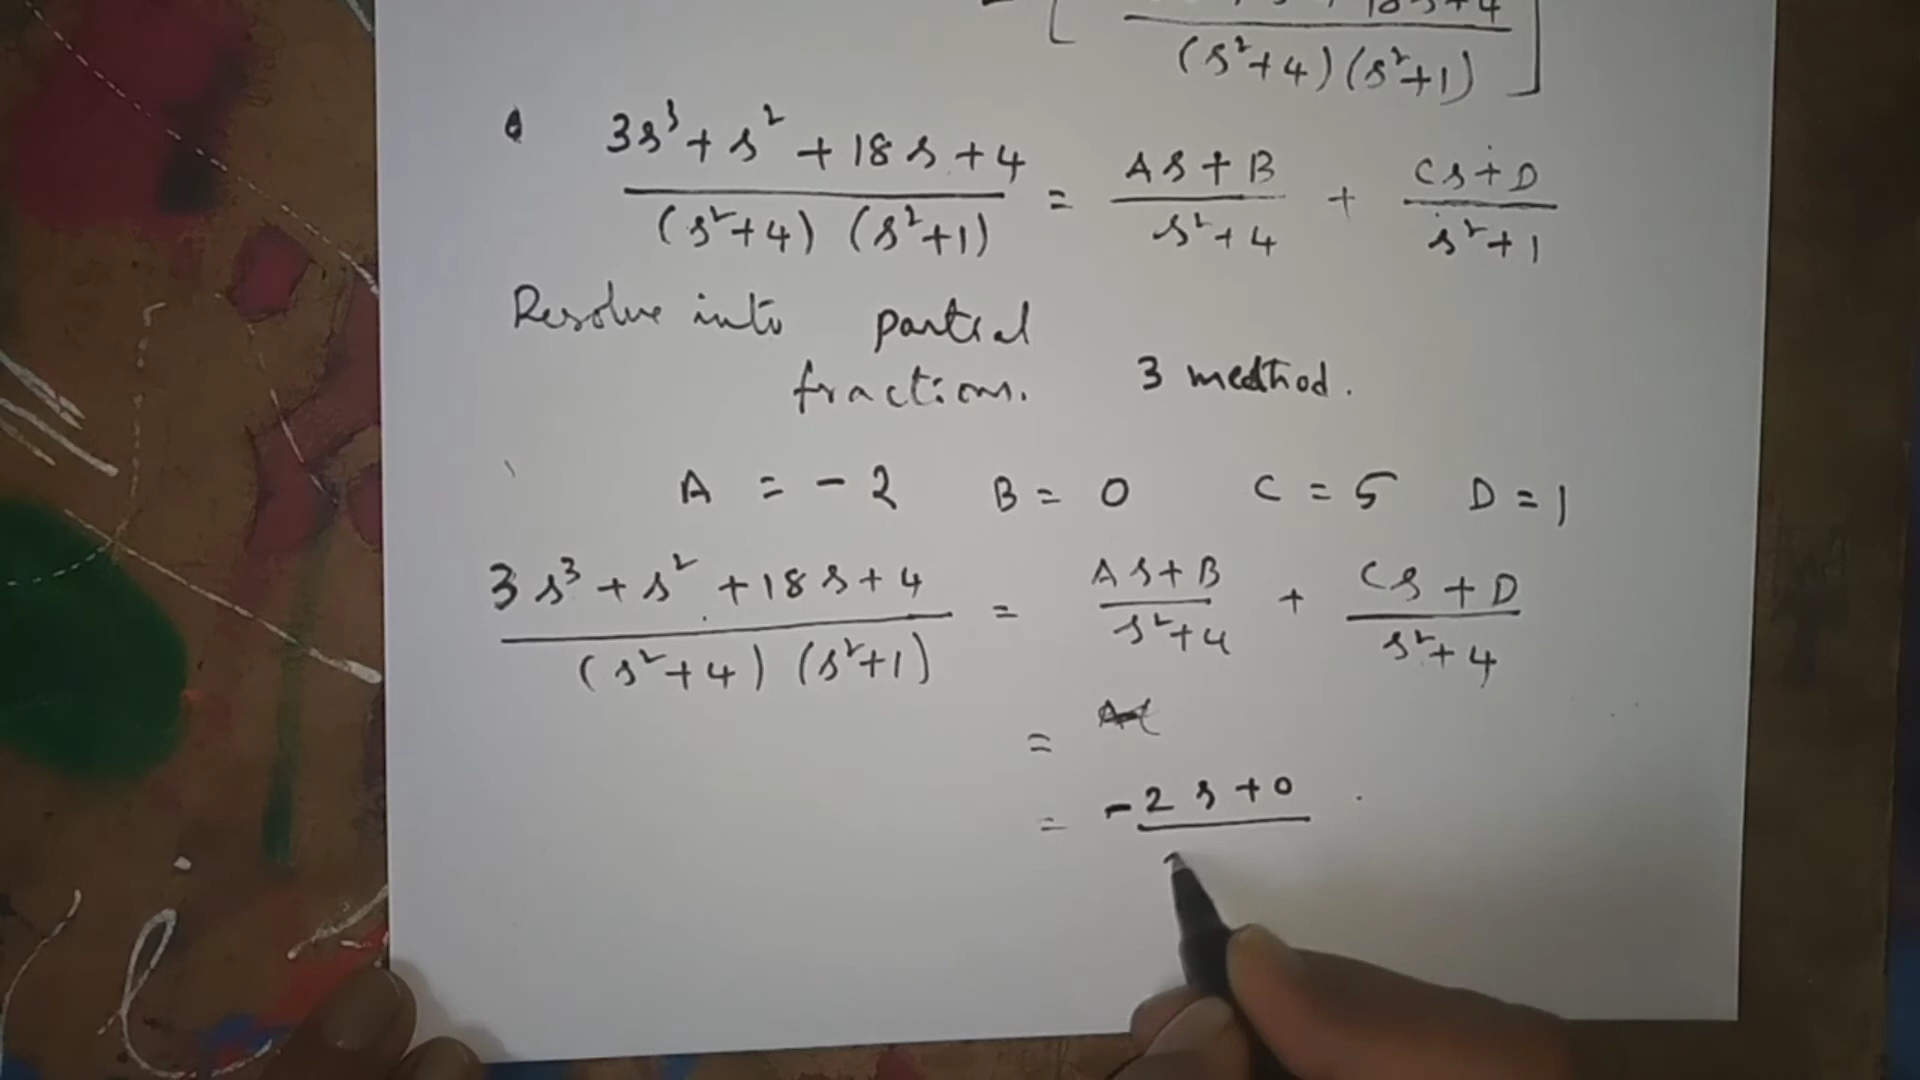 18s+4
(s²+4)(s²+1)
3s³+s²+18s+4 / (s²+4)(s²+1) = As+B / s²+4 + Cs+D / s²+1
Resolve into partial
fractions. 3 method.
A = -2 B = 0 C = 5 D = 1
3s³+s²+18s+4 / (s²+4)(s²+1) = As+B / s²+4 + Cs+D / s²+4
=
= -2s+0